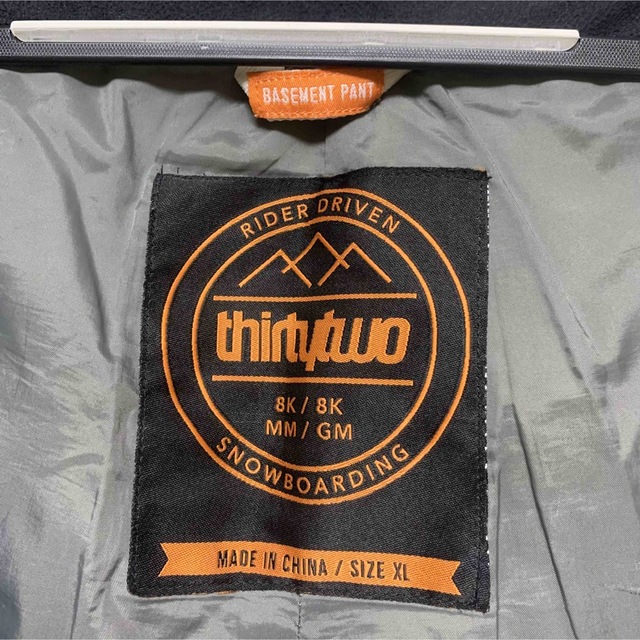 BASEMENT PANT
RIDER DRIVEN
thirtytwo
8K / 8K
MM / GM
SNOWBOARDING
MADE IN CHINA / SIZE XL